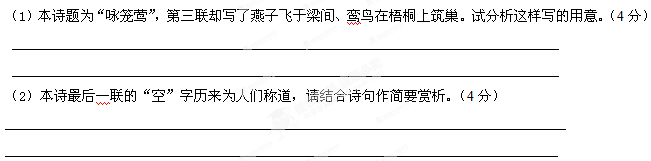 （1）本诗题为“咏笼莺”，第三联却写了燕子飞于梁间、鸾鸟在梧桐上筑巢。试分析这样写的用意。（4 分）
（2）本诗最后一联的“空”字历来为人们称道，请结合诗句作简要赏析。（4 分）